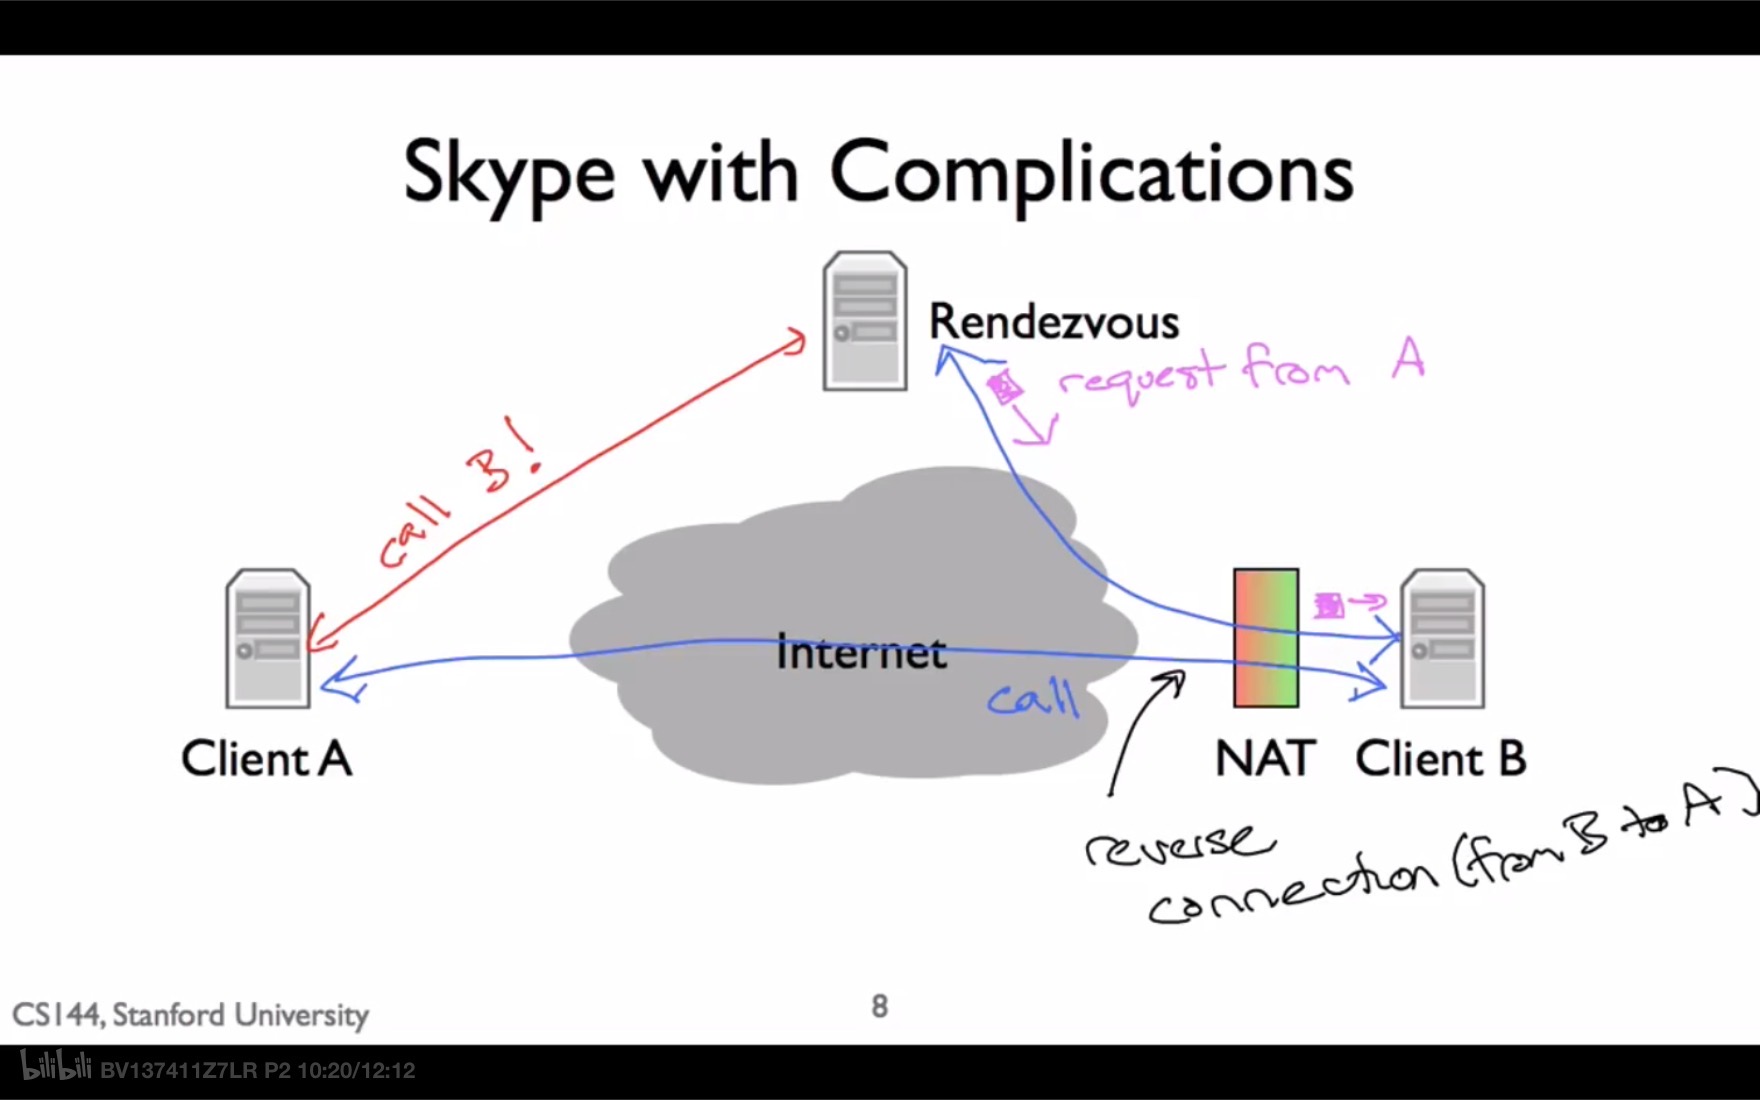 Skype with Complications
Rendezvous
request from A
call B!
Internet
call
Client A
NAT
Client B
reverse
connection (from B to A)
CS144, Stanford University
8
bilibili BV137411Z7LR P2 10:20/12:12